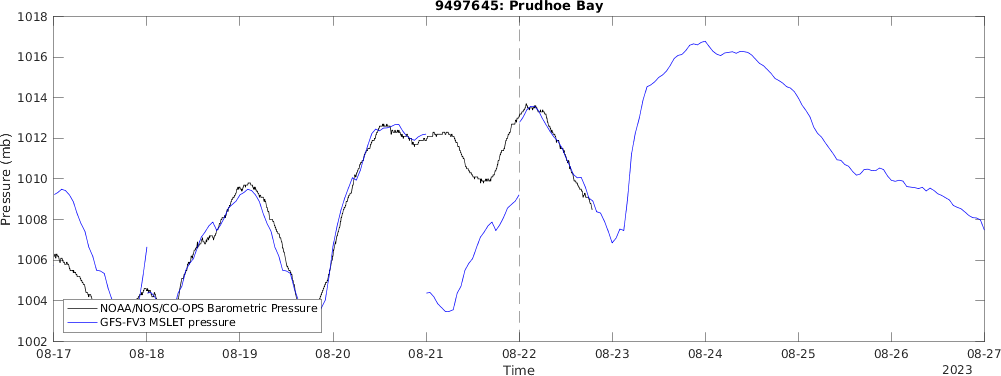 9497645: Prudhoe Bay
Pressure (mb)
1018
1016
1014
1012
1010
1008
1006
1004
1002
NOAA/NOS/CO-OPS Barometric Pressure
GFS-FV3 MSLET pressure
08-17 08-18 08-19 08-20 08-21 08-22 08-23 08-24 08-25 08-26 08-27
Time
2023